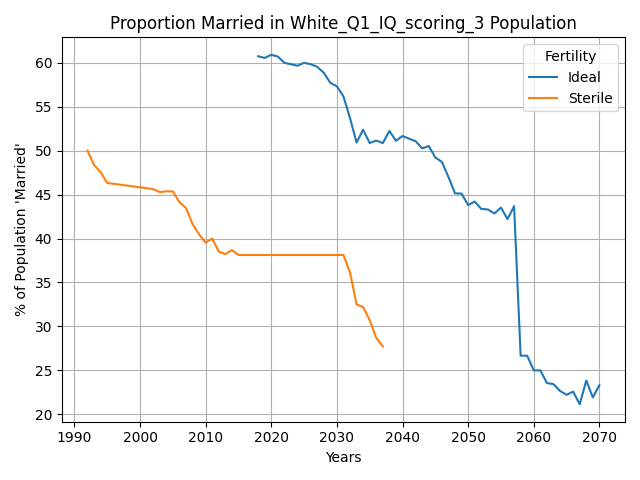 Proportion Married in White_Q1_IQ_scoring_3 Population
% of Population 'Married'
60
55
50
45
40
35
30
25
20
Fertility
Ideal
Sterile
1990 2000 2010 2020 2030 2040 2050 2060 2070
Years